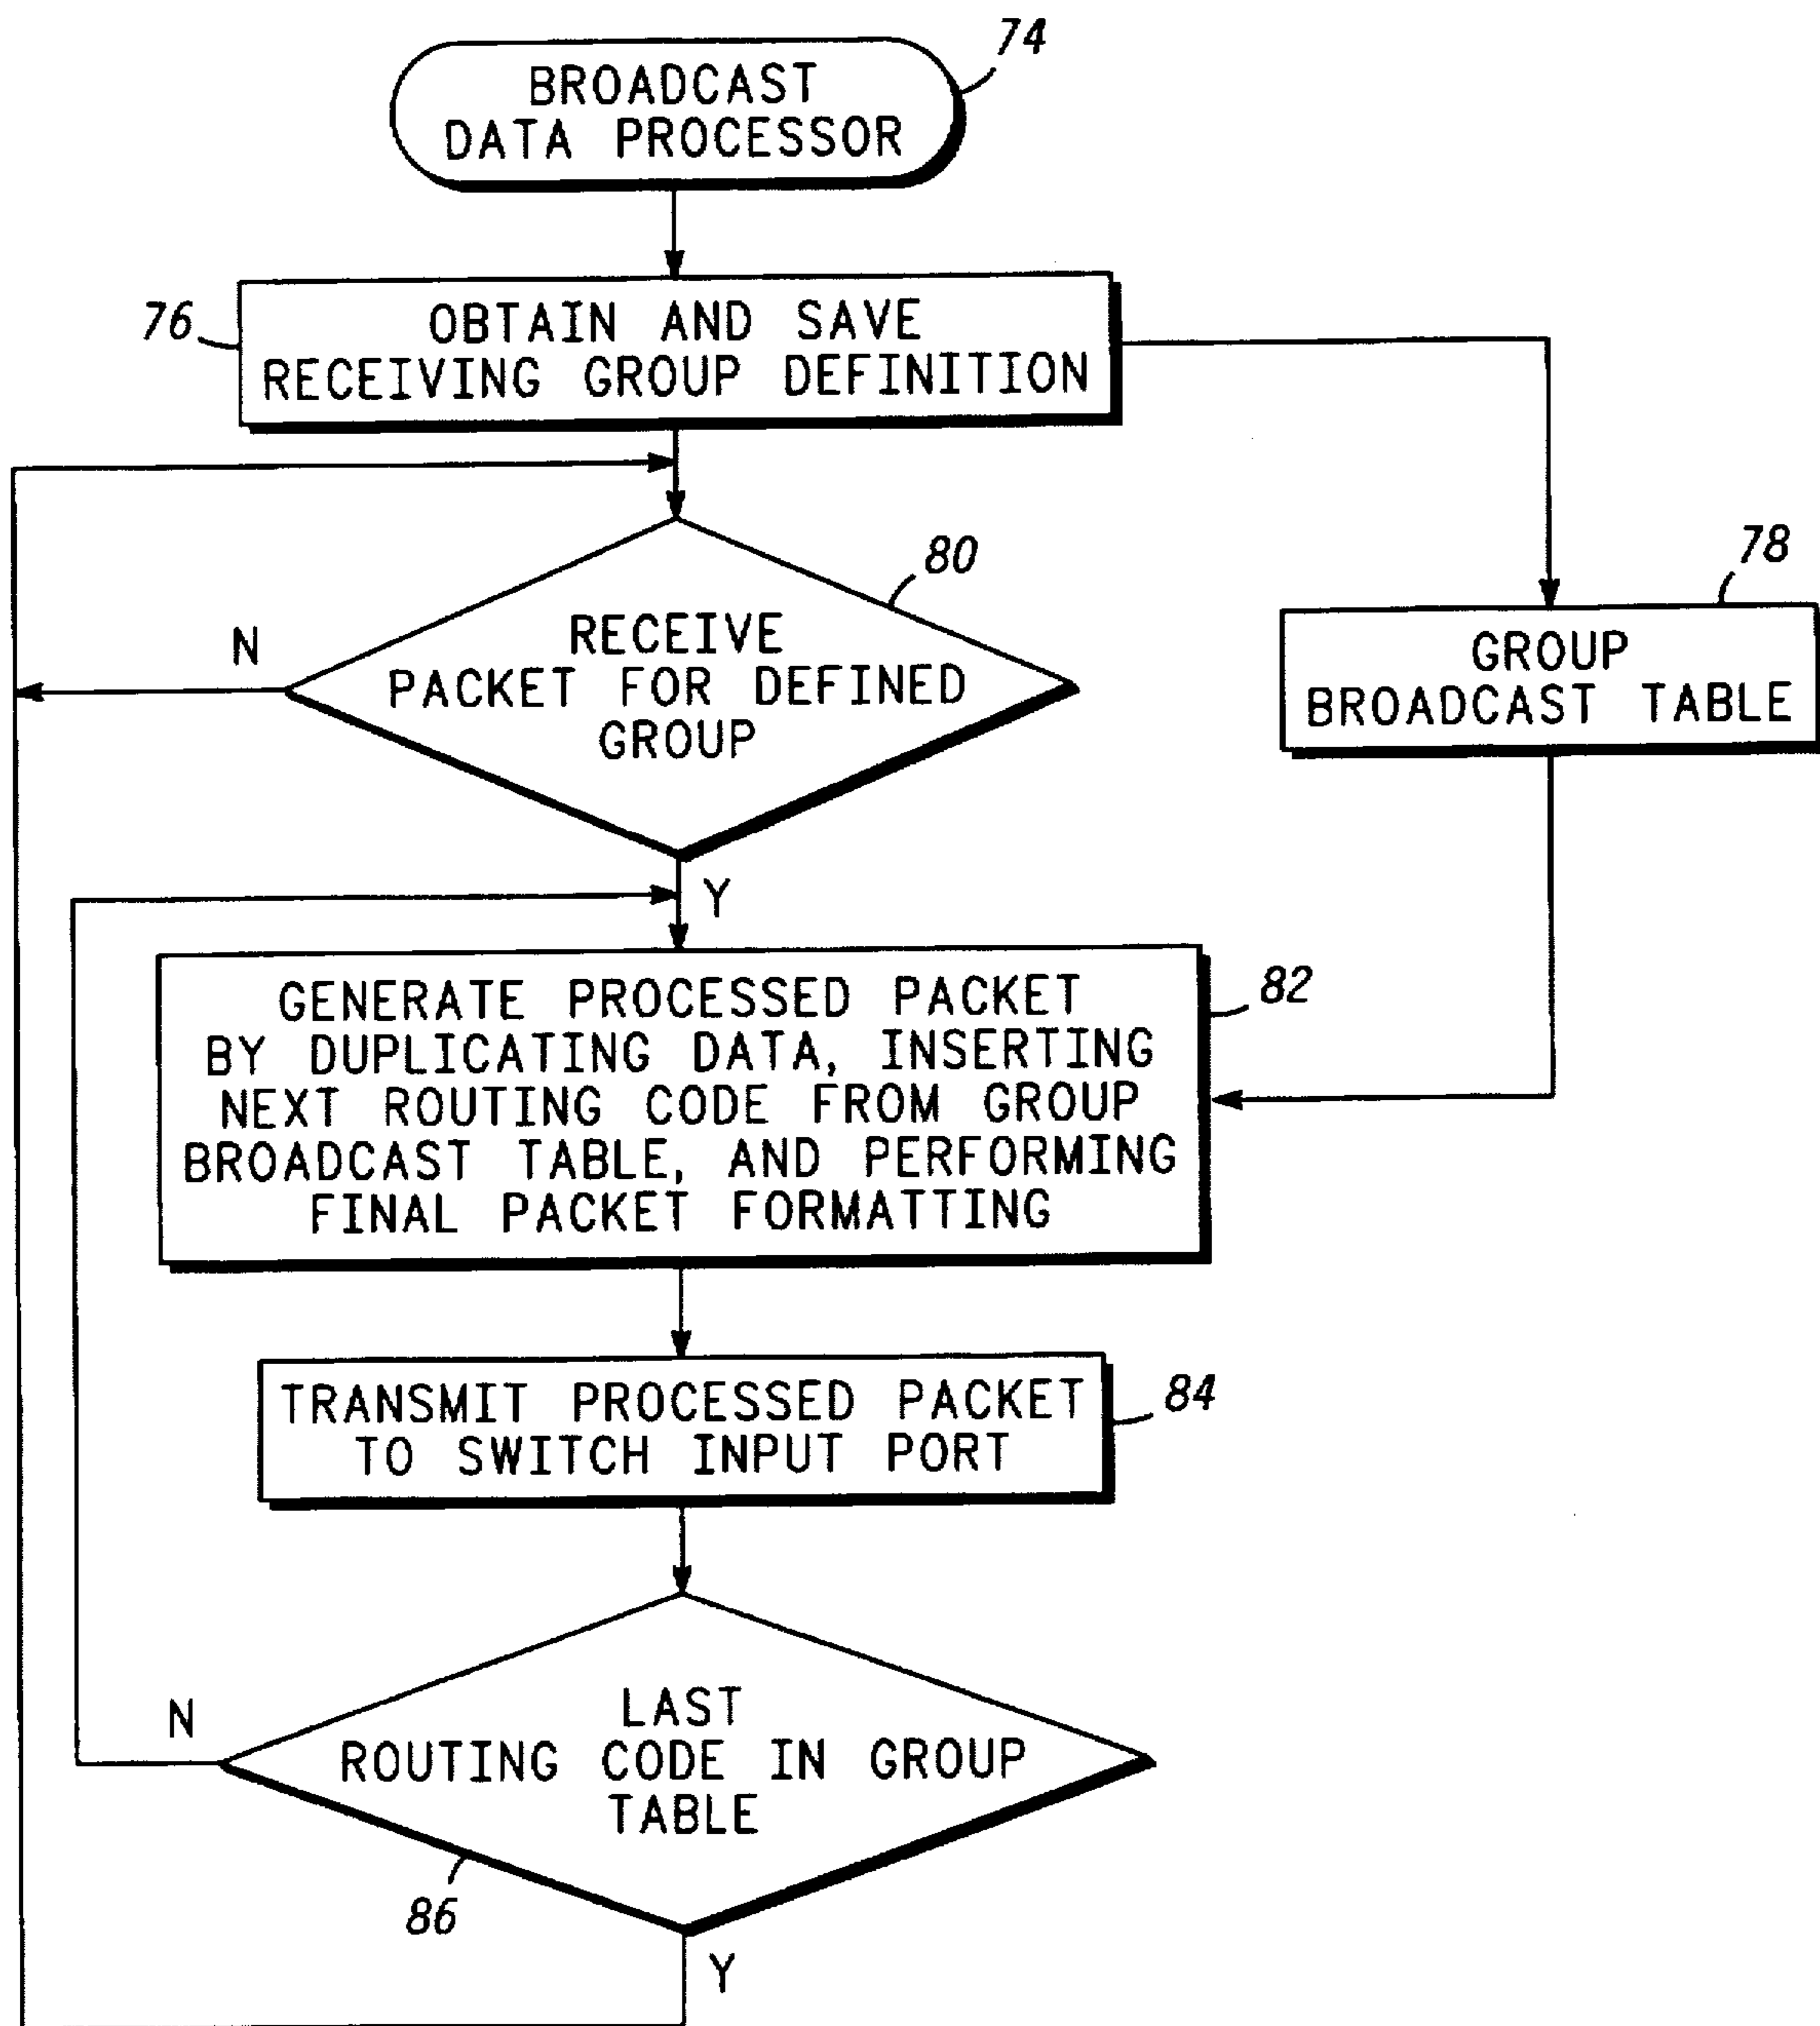 74
BROADCAST
DATA PROCESSOR
76
OBTAIN AND SAVE
RECEIVING GROUP DEFINITION
80
RECEIVE
PACKET FOR DEFINED
GROUP
N
78
GROUP
BROADCAST TABLE
Y
82
GENERATE PROCESSED PACKET
BY DUPLICATING DATA, INSERTING
NEXT ROUTING CODE FROM GROUP
BROADCAST TABLE, AND PERFORMING
FINAL PACKET FORMATTING
84
TRANSMIT PROCESSED PACKET
TO SWITCH INPUT PORT
N
LAST
ROUTING CODE IN GROUP
TABLE
86
Y